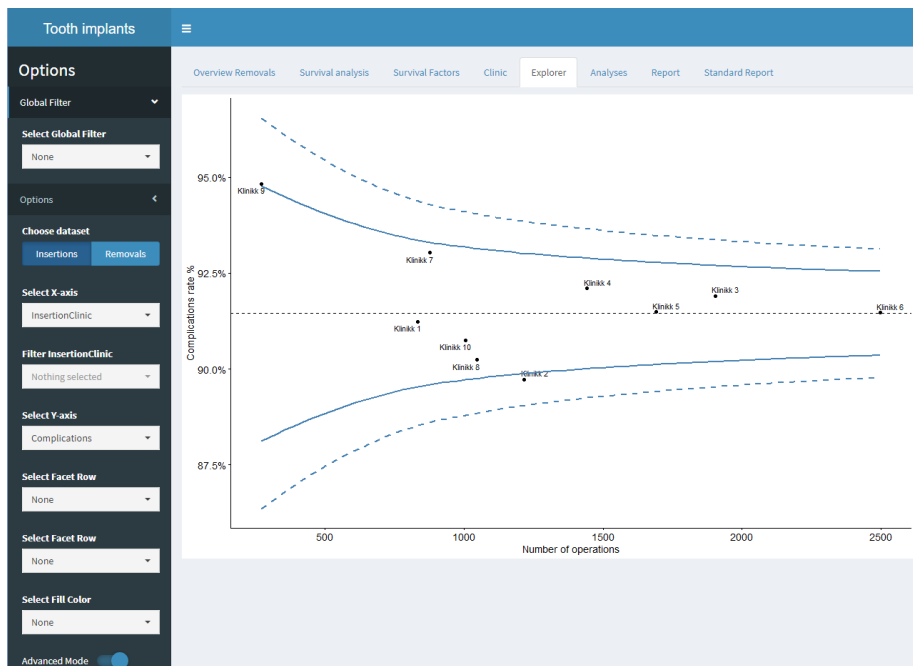 Tooth implants
Options
Global Filter
Select Global Filter
None
Options
Choose dataset
Insertions Removals
Select X-axis
InsertionClinic
Filter InsertionClinic
Nothing selected
Select Y-axis
Complications
Select Facet Row
None
Select Facet Row
None
Select Fill Color
None
Advanced Mode
Overview Removals Survival analysis Survival Factors Clinic Explorer Analyses Report Standard Report
Complications rate %
95.0%
92.5%
90.0%
87.5%
Klinikk 9
Klinikk 7
Klinikk 4
Klinikk 3
Klinikk 5
Klinikk 6
Klinikk 1
Klinikk 10
Klinikk 8
Klinikk 2
500 1000 1500 2000 2500
Number of operations